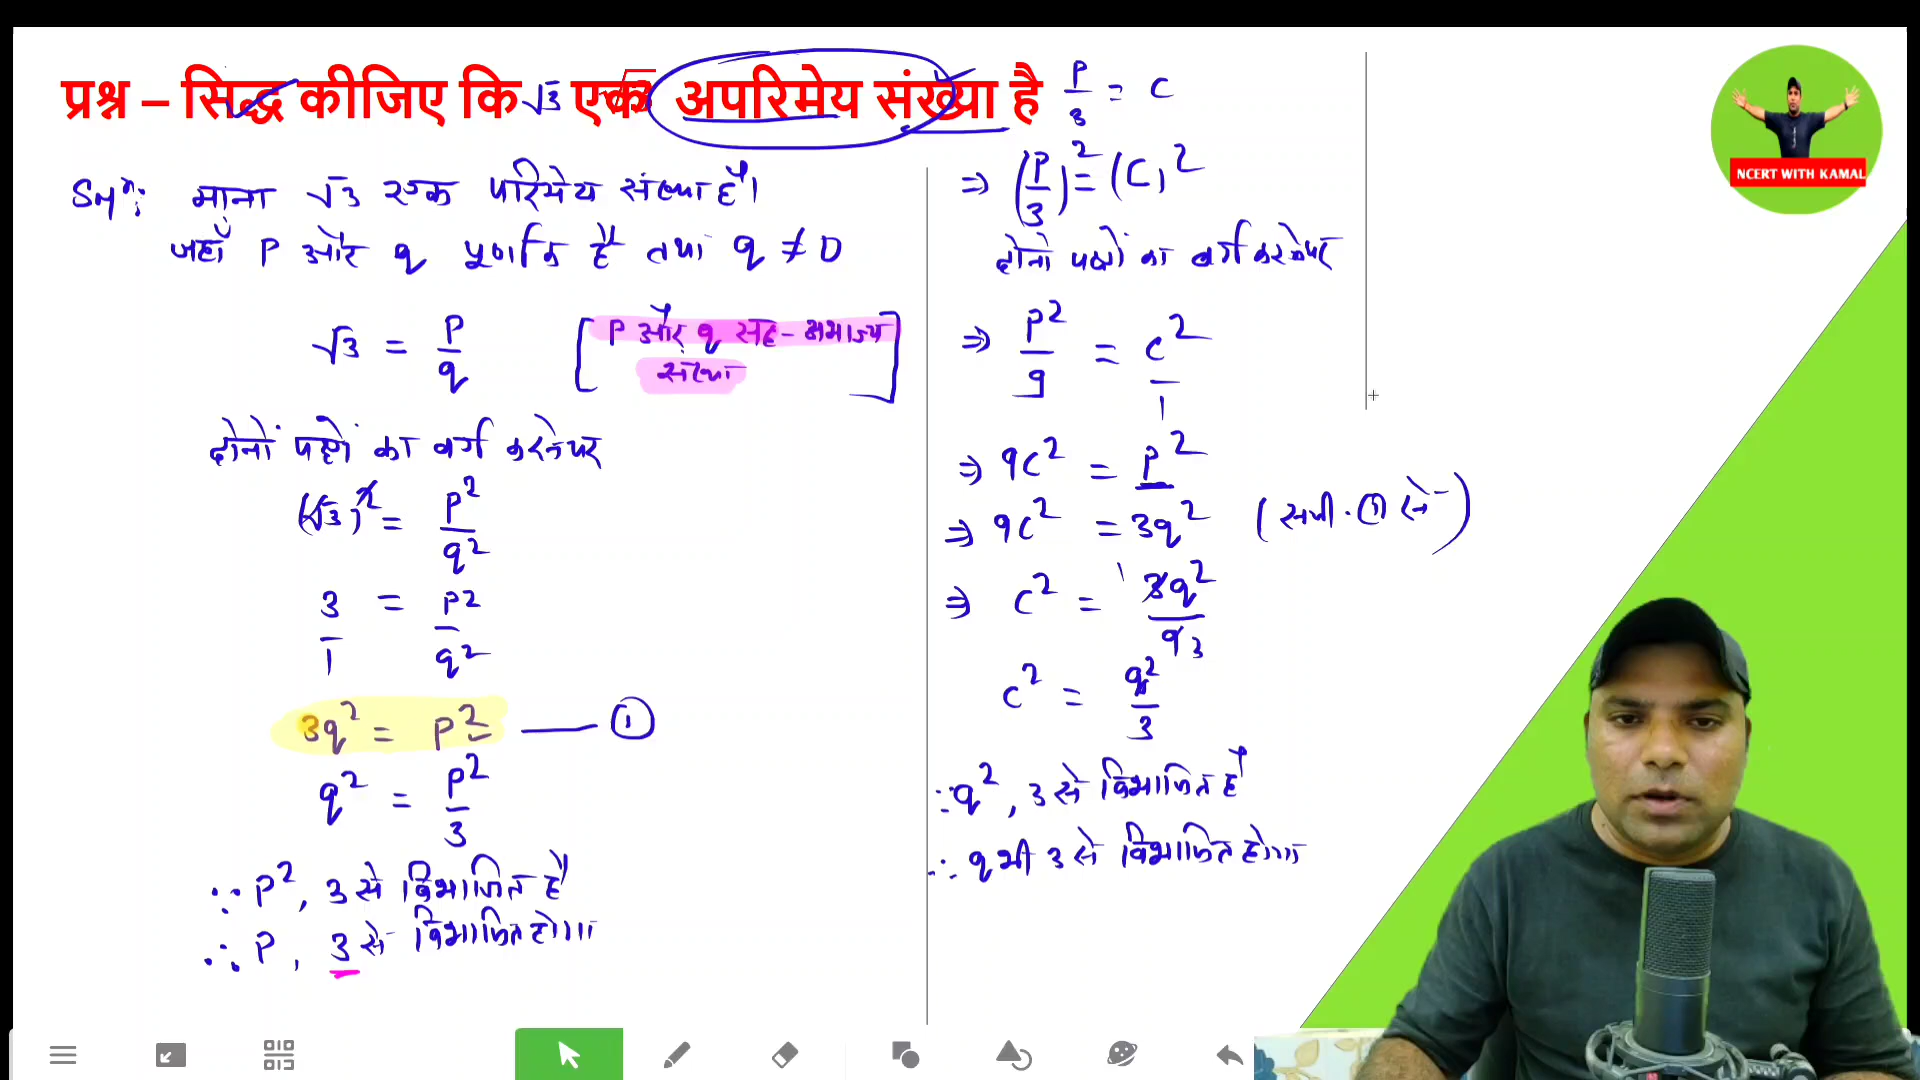 प्रश्न – सिद्ध कीजिए कि √3 एक अपरिमेय संख्या है
Solⁿ: माना √3 एक परिमेय संख्या है।
जहाँ P और q पूर्णांक हैं तथा q ≠ 0
√3 = P/q [P और q सह-अभाज्य संख्या]
दोनों पक्षों का वर्ग करने पर
(√3)² = P²/q²
3/1 = P²/q²
3q² = P² —— ①
q² = P²/3
∵ P², 3 से विभाजित है
∴ P, 3 से विभाजित होगा
P/3 = C
⇒ (P/3)² = (C)²
दोनो पक्षों का वर्ग करने पर
⇒ P²/9 = C²/1
⇒ 9C² = P²
⇒ 9C² = 3q² (समी. ① से)
⇒ C² = 3q²/9 1 3
C² = q²/3
∵ q², 3 से विभाजित है
∴ q भी 3 से विभाजित होगा
NCERT WITH KAMAL